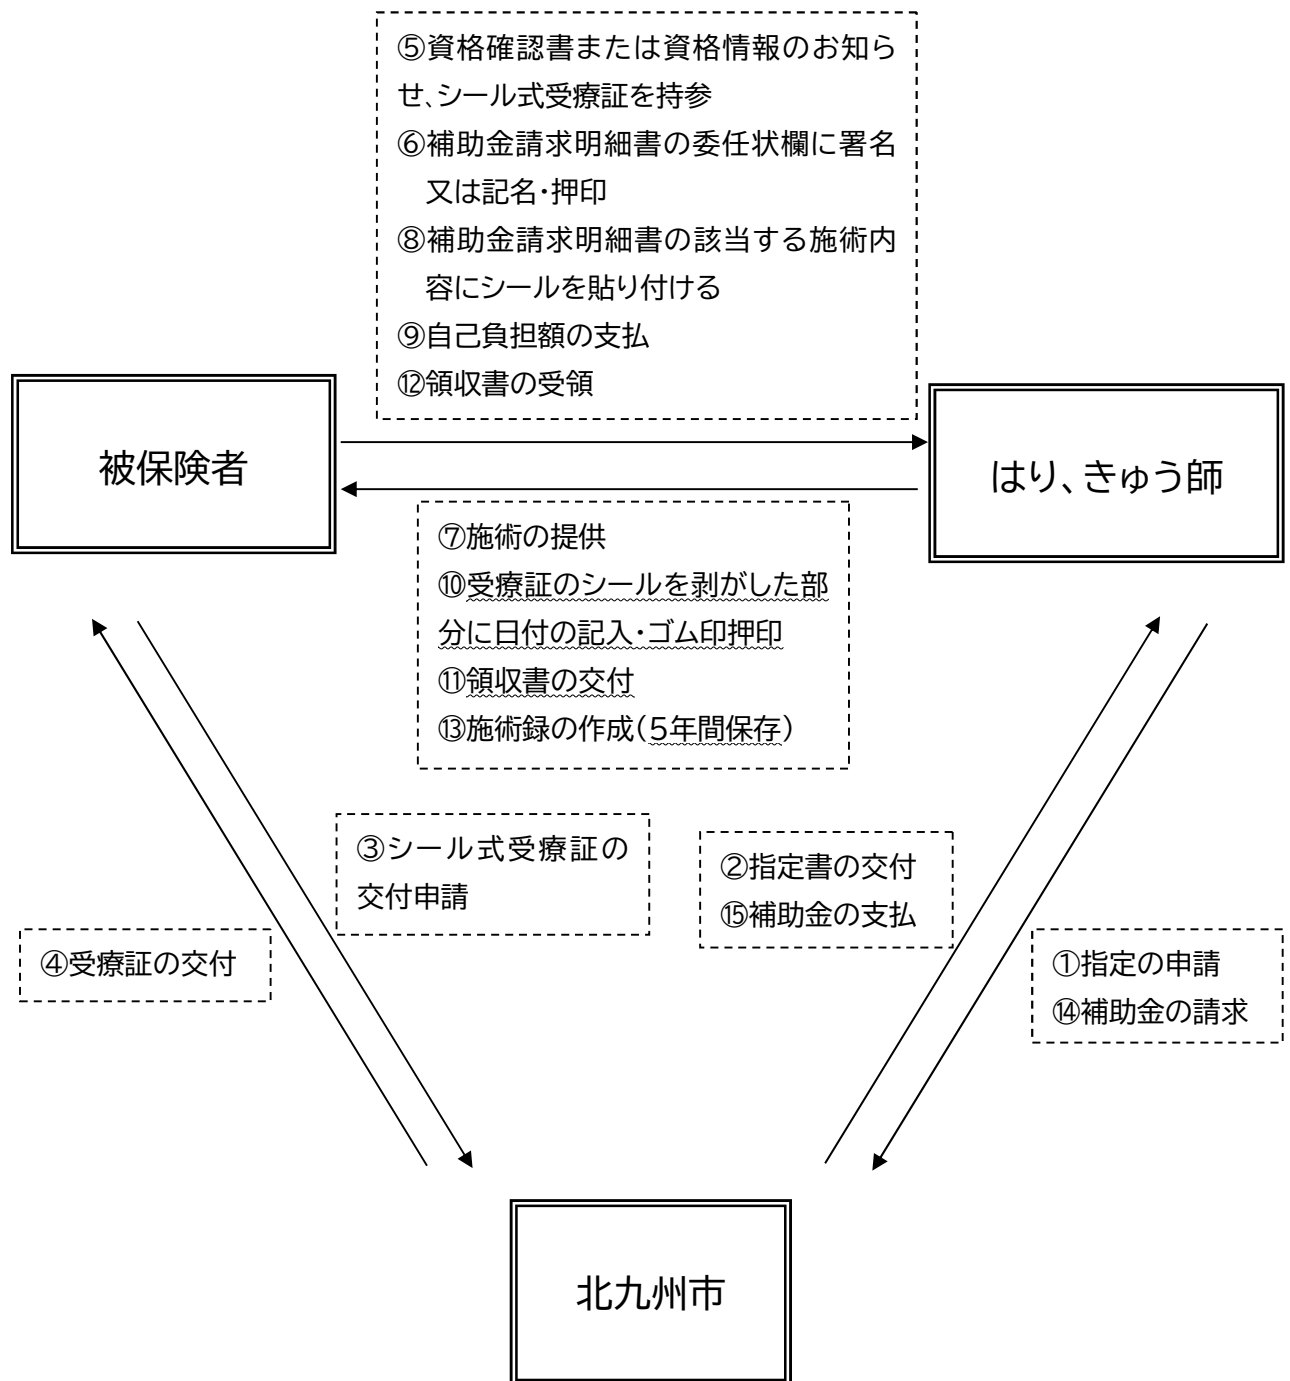 ⑤資格確認書または資格情報のお知ら
せ、シール式受療証を持参
⑥補助金請求明細書の委任状欄に署名
又は記名・押印
⑧補助金請求明細書の該当する施術内
容にシールを貼り付ける
⑨自己負担額の支払
⑫領収書の受領
被保険者
はり、きゅう師
⑦施術の提供
⑩受療証のシールを剥がした部
分に日付の記入・ゴム印押印
⑪領収書の交付
⑬施術録の作成(5年間保存)
③シール式受療証の
交付申請
②指定書の交付
⑮補助金の支払
④受療証の交付
①指定の申請
⑭補助金の請求
北九州市